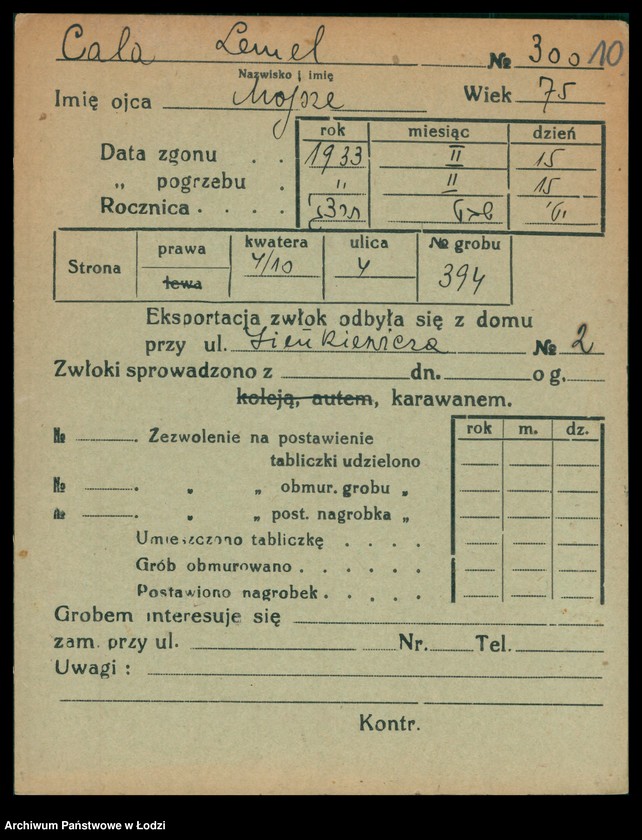 Cala Lemel № 30010
Nazwisko i imię
Imię ojca Mojsze Wiek 75
rok miesiąc dzień
Data zgonu . . 1933 II 15
„ pogrzebu . " II 15
Rocznica . . . .
Strona prawa lewa kwatera 4/10 ulica 4 № grobu 394
Eksportacja zwłok odbyła się z domu
przy ul. Sienkiewicza № 2
Zwłoki sprowadzono z dn. o g.
koleją, autem, karawanem.
rok m. dz.
№ . Zezwolenie na postawienie
tabliczki udzielono
№ . „ „ obmur. grobu „
№ . „ „ post. nagrobka „
Umieszczono tabliczkę . . . .
Grób obmurowano . . . . . .
Postawiono nagrobek . . . . .
Grobem interesuje się
zam. przy ul. Nr. Tel.
Uwagi :
Kontr.
Archiwum Państwowe w Łodzi